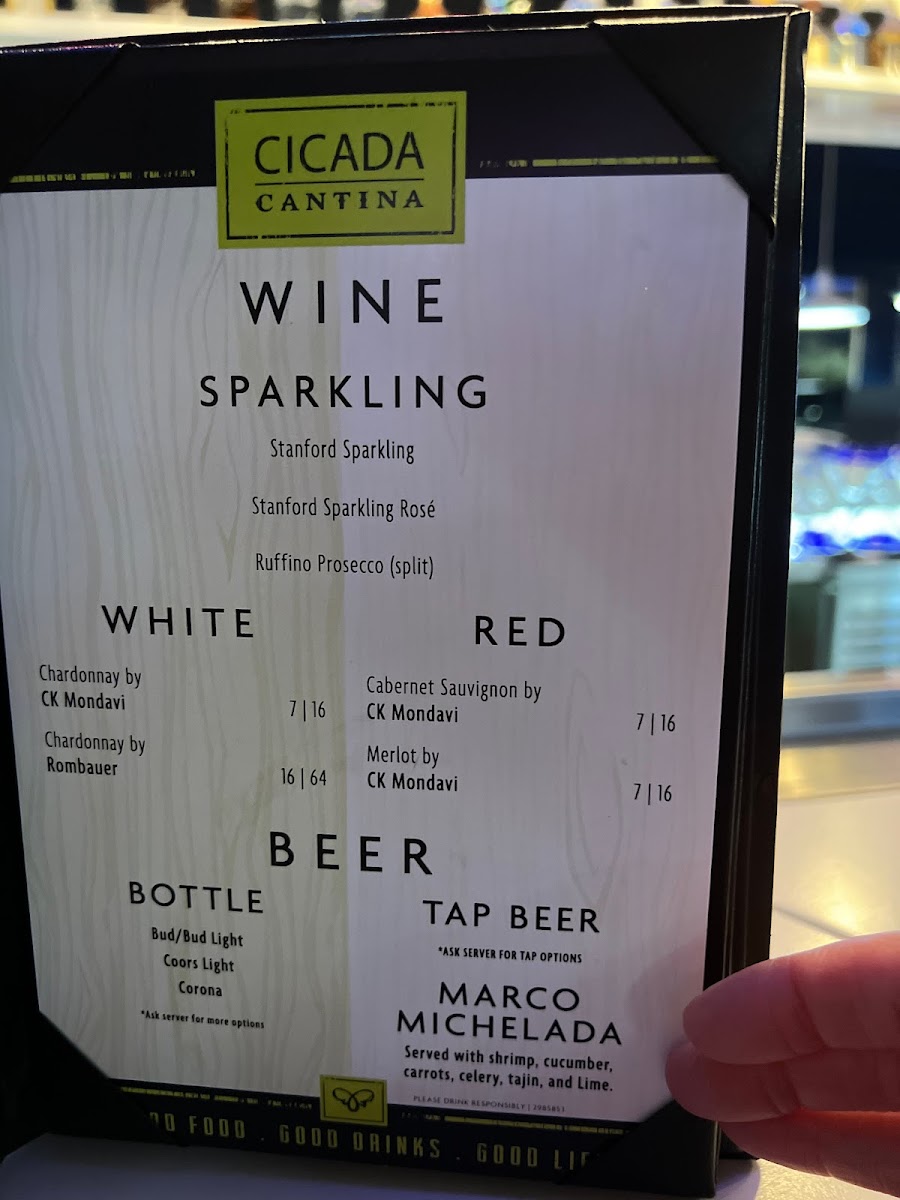 CICADA
CANTINA
WINE
SPARKLING
Stanford Sparkling
Stanford Sparkling Rosé
Ruffino Prosecco (split)
WHITE
Chardonnay by
CK Mondavi 7 | 16
Chardonnay by
Rombauer 16 | 64
RED
Cabernet Sauvignon by
CK Mondavi 7 | 16
Merlot by
CK Mondavi 7 | 16
BEER
BOTTLE
Bud/Bud Light
Coors Light
Corona
*Ask server for more options
TAP BEER
*ASK SERVER FOR TAP OPTIONS
MARCO
MICHELADA
Served with shrimp, cucumber,
carrots, celery, tajin, and Lime.
PLEASE DRINK RESPONSIBLY | 2985851
FOOD . GOOD DRINKS . GOOD